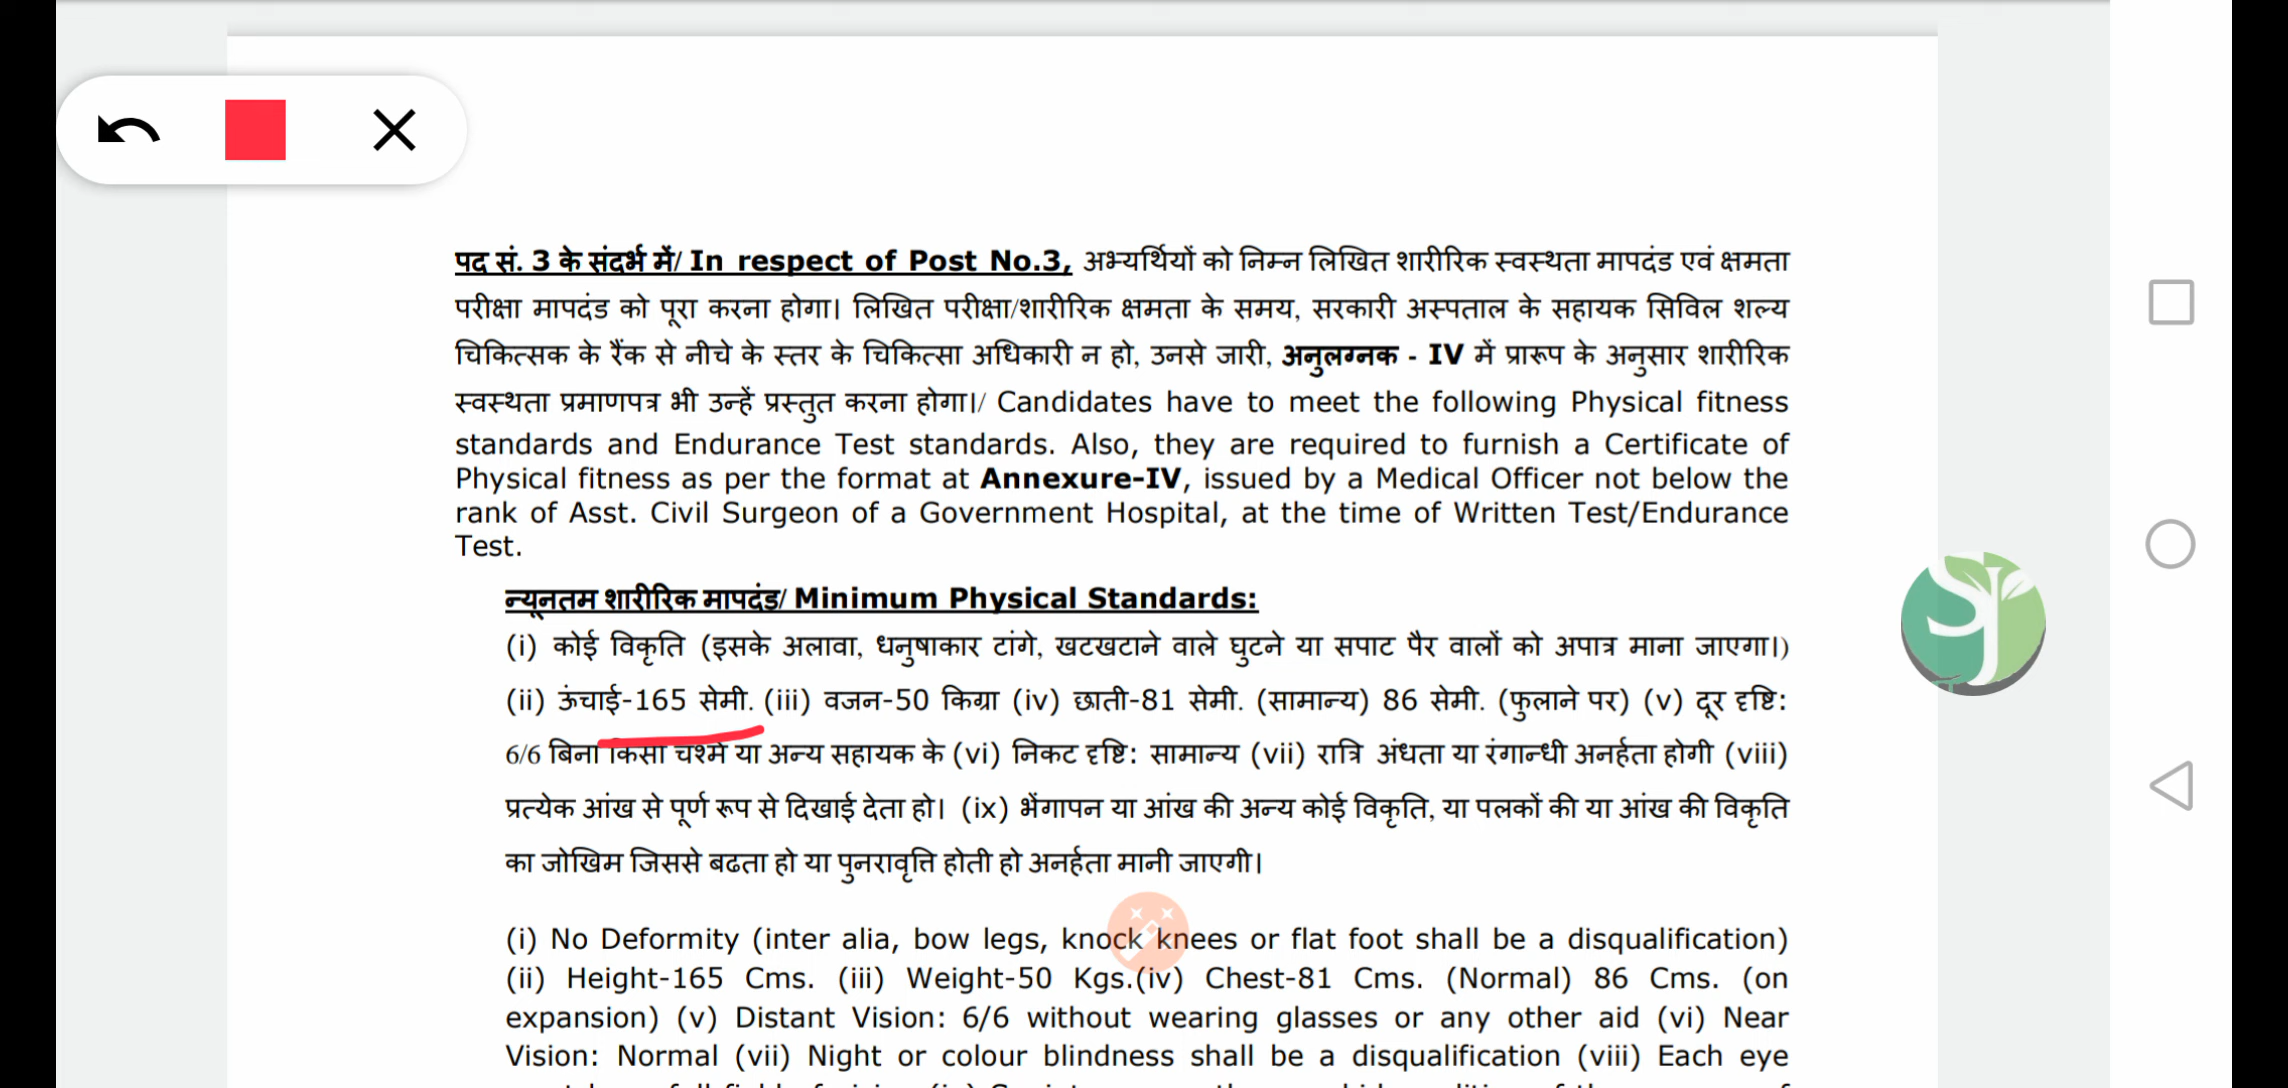 पद सं. 3 के संदर्भ में/ In respect of Post No.3, अभ्यर्थियों को निम्न लिखित शारीरिक स्वस्थता मापदंड एवं क्षमता
परीक्षा मापदंड को पूरा करना होगा। लिखित परीक्षा/शारीरिक क्षमता के समय, सरकारी अस्पताल के सहायक सिविल शल्य
चिकित्सक के रैंक से नीचे के स्तर के चिकित्सा अधिकारी न हो, उनसे जारी, अनुलग्नक - IV में प्रारूप के अनुसार शारीरिक
स्वस्थता प्रमाणपत्र भी उन्हें प्रस्तुत करना होगा।/ Candidates have to meet the following Physical fitness
standards and Endurance Test standards. Also, they are required to furnish a Certificate of
Physical fitness as per the format at Annexure-IV, issued by a Medical Officer not below the
rank of Asst. Civil Surgeon of a Government Hospital, at the time of Written Test/Endurance
Test.
न्यूनतम शारीरिक मापदंड/ Minimum Physical Standards:
(i) कोई विकृति (इसके अलावा, धनुषाकार टांगे, खटखटाने वाले घुटने या सपाट पैर वालों को अपात्र माना जाएगा।)
(ii) ऊंचाई-165 सेमी. (iii) वजन-50 किग्रा (iv) छाती-81 सेमी. (सामान्य) 86 सेमी. (फुलाने पर) (v) दूर दृष्टि:
6/6 बिना किसी चश्मे या अन्य सहायक के (vi) निकट दृष्टि: सामान्य (vii) रात्रि अंधता या रंगान्धी अनर्हता होगी (viii)
प्रत्येक आंख से पूर्ण रूप से दिखाई देता हो। (ix) भेंगापन या आंख की अन्य कोई विकृति, या पलकों की या आंख की विकृति
का जोखिम जिससे बढता हो या पुनरावृत्ति होती हो अनर्हता मानी जाएगी।
(i) No Deformity (inter alia, bow legs, knock knees or flat foot shall be a disqualification)
(ii) Height-165 Cms. (iii) Weight-50 Kgs.(iv) Chest-81 Cms. (Normal) 86 Cms. (on
expansion) (v) Distant Vision: 6/6 without wearing glasses or any other aid (vi) Near
Vision: Normal (vii) Night or colour blindness shall be a disqualification (viii) Each eye